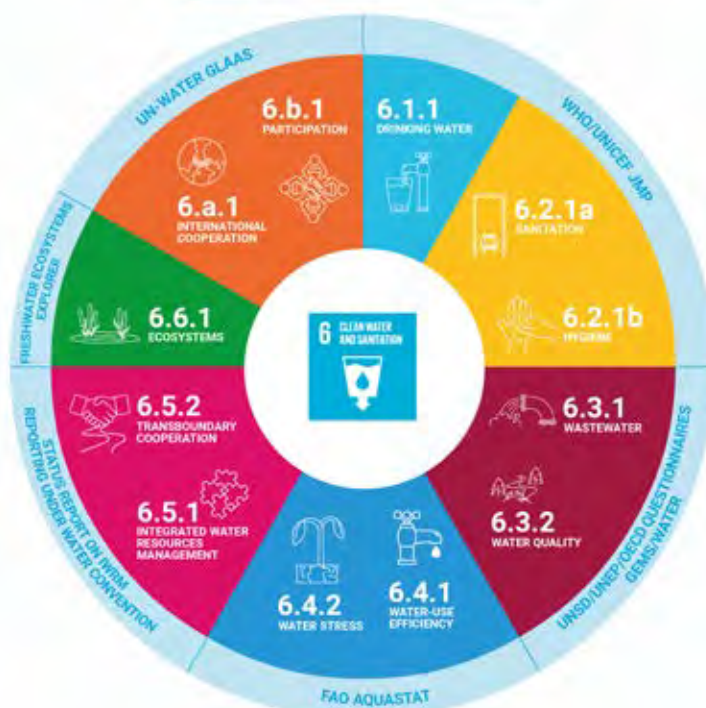 UN-WATER GLAAS
WHO/UNICEF JMP
UNSD/UNEP/OECD QUESTIONNAIRES
GEMS/WATER
FAO AQUASTAT
STATUS REPORT ON IWRM
REPORTING UNDER WATER CONVENTION
FRESHWATER ECOSYSTEMS
EXPLORER
6.b.1
PARTICIPATION
6.a.1
INTERNATIONAL
COOPERATION
6.1.1
DRINKING WATER
6.2.1a
SANITATION
6.2.1b
HYGIENE
6.3.1
WASTEWATER
6.3.2
WATER QUALITY
6.4.1
WATER-USE
EFFICIENCY
6.4.2
WATER STRESS
6.5.1
INTEGRATED WATER
RESOURCES
MANAGEMENT
6.5.2
TRANSBOUNDARY
COOPERATION
6.6.1
ECOSYSTEMS
6 CLEAN WATER
AND SANITATION